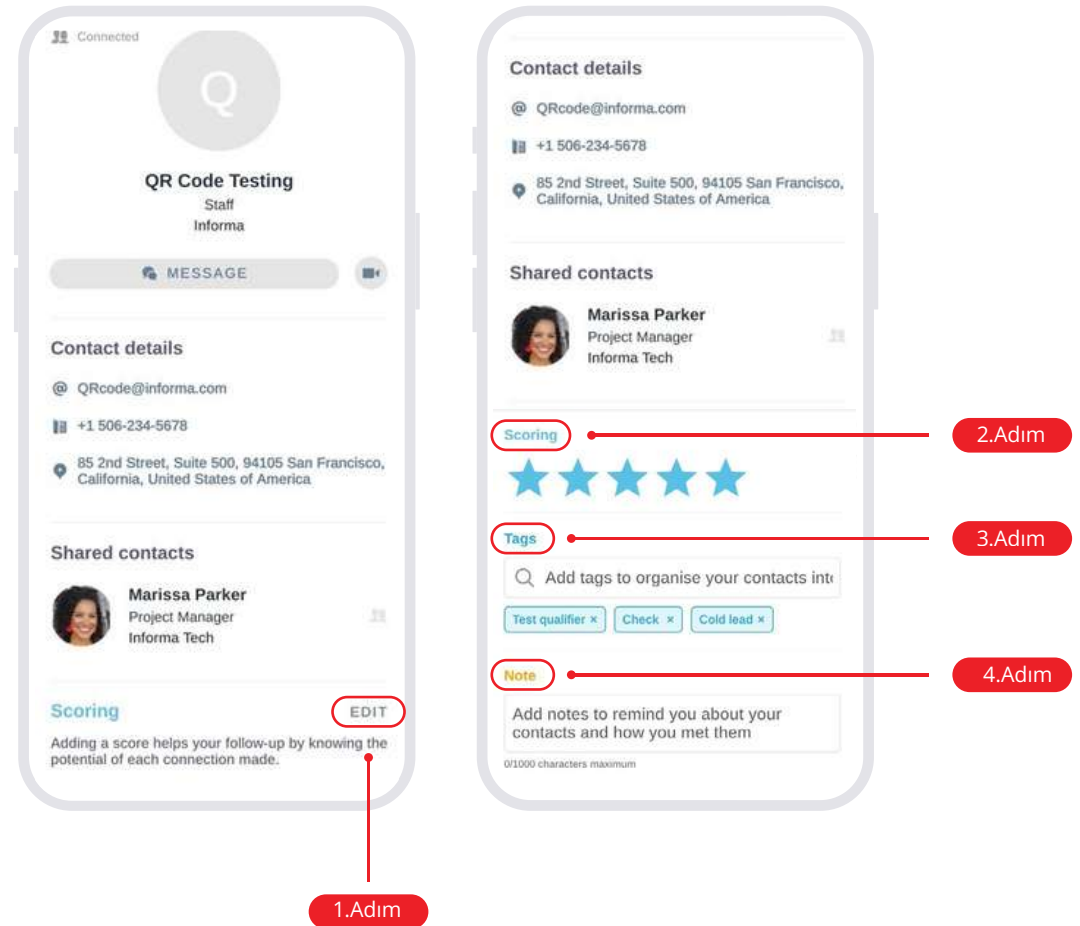 Connected
Q
QR Code Testing
Staff
Informa
MESSAGE
Contact details
@ QRcode@informa.com
+1 506-234-5678
85 2nd Street, Suite 500, 94105 San Francisco,
California, United States of America
Shared contacts
Marissa Parker
Project Manager
Informa Tech
Scoring
EDIT
Adding a score helps your follow-up by knowing the
potential of each connection made.
1.Adım
Contact details
@ QRcode@informa.com
+1 506-234-5678
85 2nd Street, Suite 500, 94105 San Francisco,
California, United States of America
Shared contacts
Marissa Parker
Project Manager
Informa Tech
Scoring
2.Adım
Tags
3.Adım
Add tags to organise your contacts inte
Test qualifier ×
Check ×
Cold lead ×
Note
4.Adım
Add notes to remind you about your
contacts and how you met them
0/1000 characters maximum